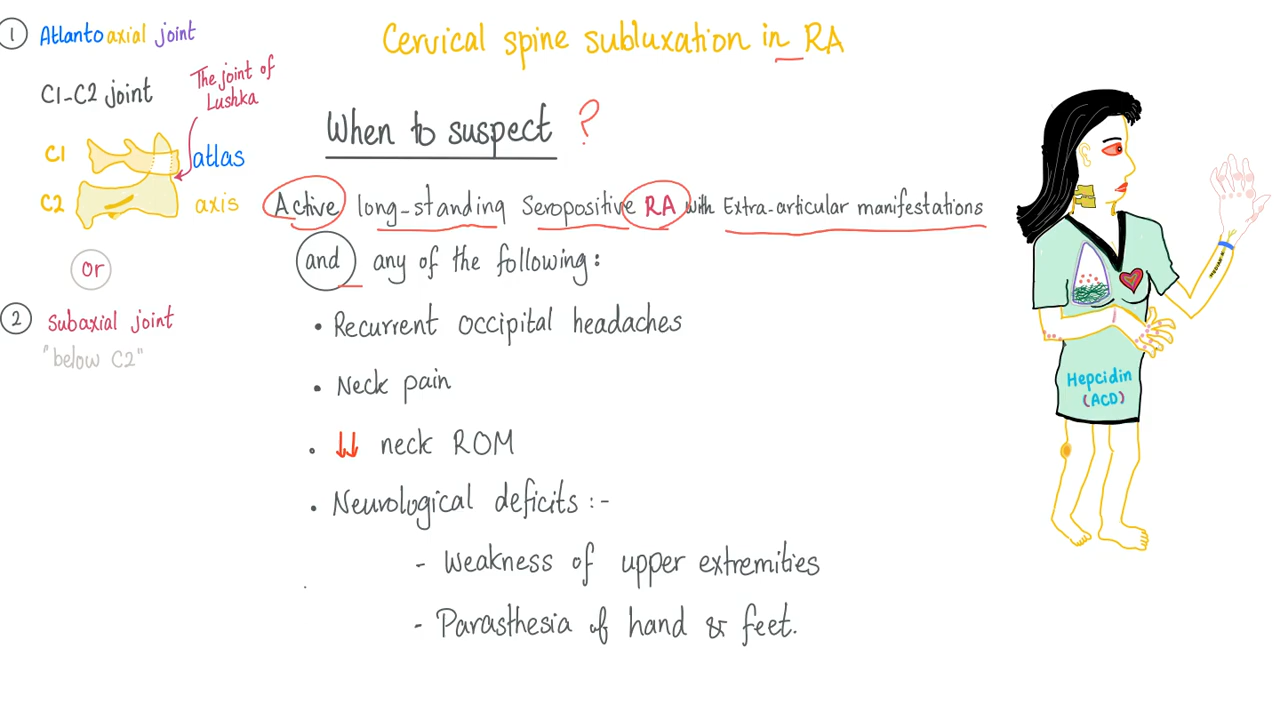 Cervical spine subluxation in RA
1 Atlantoaxial joint
C1-C2 joint
The joint of
Lushka
C1
atlas
C2
axis
or
2 Subaxial joint
"below C2"
When to suspect ?
Active long-standing Seropositive RA with Extra-articular manifestations
and any of the following:
• Recurrent occipital headaches
• Neck pain
• ↓↓ neck ROM
• Neurological deficits :-
- Weakness of upper extremities
- Parasthesia of hand & feet.
Hepcidin
(ACD)